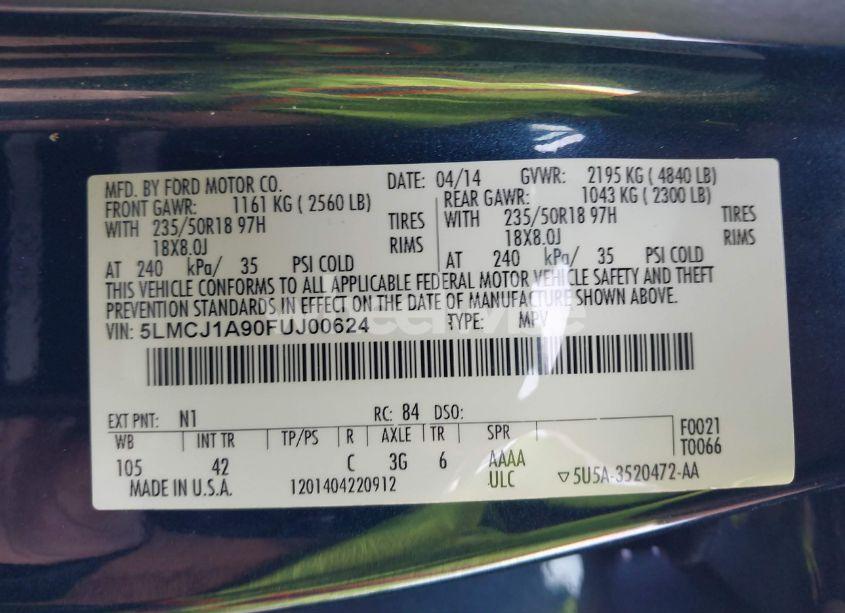 MFD. BY FORD MOTOR CO. DATE: 04/14 GVWR: 2195 KG ( 4840 LB)
FRONT GAWR: 1161 KG ( 2560 LB) REAR GAWR: 1043 KG ( 2300 LB)
WITH 235/50R18 97H TIRES WITH 235/50R18 97H TIRES
18X8.0J RIMS 18X8.0J RIMS
AT 240 kPa/ 35 PSI COLD AT 240 kPa/ 35 PSI COLD
THIS VEHICLE CONFORMS TO ALL APPLICABLE FEDERAL MOTOR VEHICLE SAFETY AND THEFT
PREVENTION STANDARDS IN EFFECT ON THE DATE OF MANUFACTURE SHOWN ABOVE.
VIN: 5LMCJ1A90FUJ00624 TYPE: MPV
EXT PNT: N1 RC: 84 DSO:
WB INT TR TP/PS R AXLE TR SPR F0021
105 42 C 3G 6 AAAA T0066
MADE IN U.S.A. 1201404220912 ULC ▽5U5A-3520472-AA